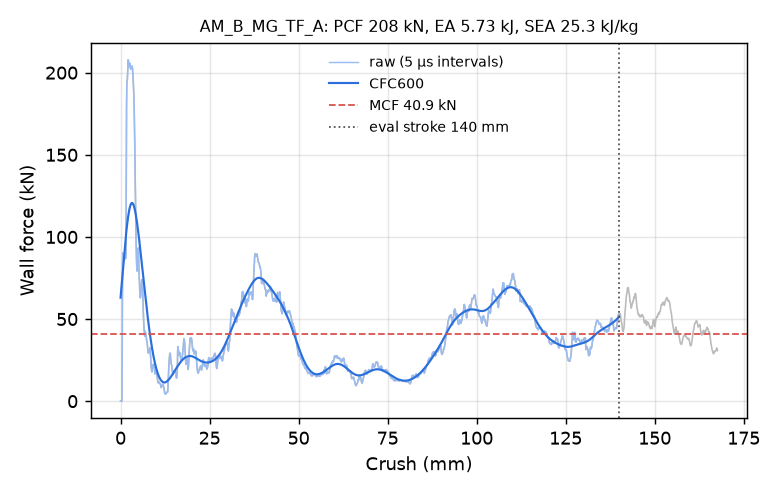 AM_B_MG_TF_A: PCF 208 kN, EA 5.73 kJ, SEA 25.3 kJ/kg
raw (5 µs intervals)
CFC600
MCF 40.9 kN
eval stroke 140 mm
Wall force (kN)
200
150
100
50
0
0 25 50 75 100 125 150 175
Crush (mm)